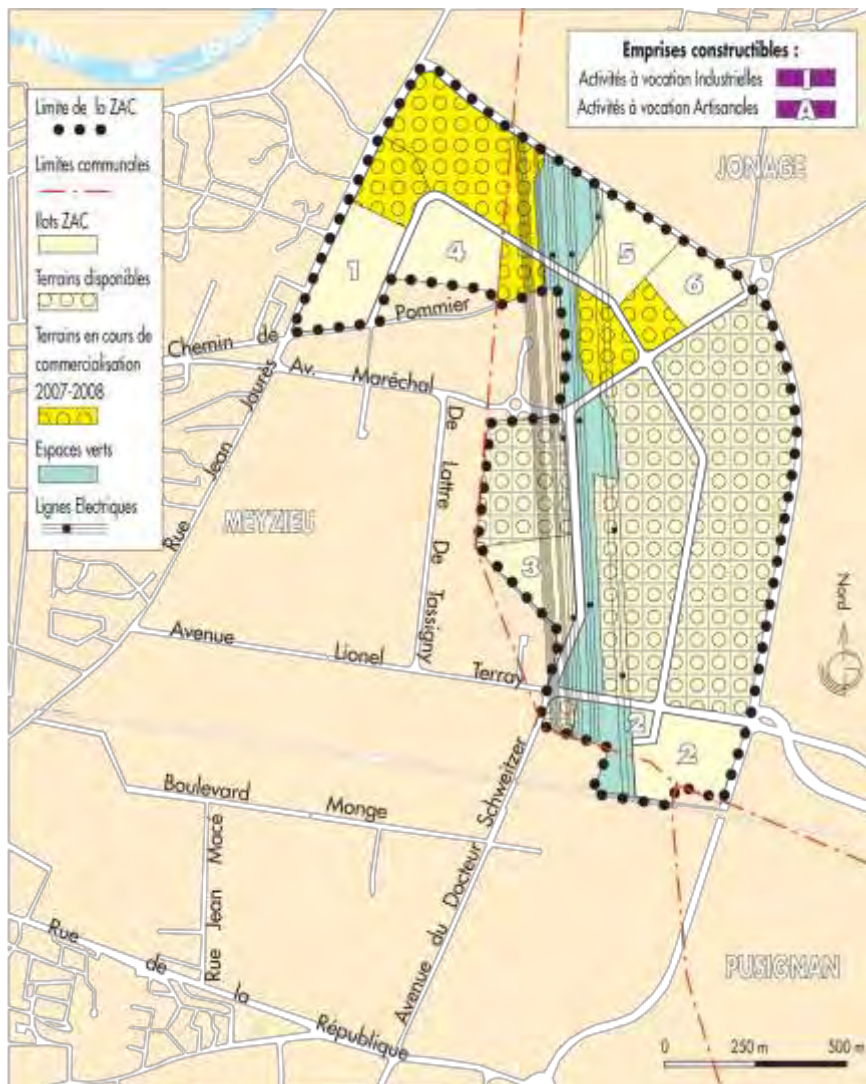 Emprises constructibles :
Activités à vocation Industrielles
I
Activités à vocation Artisanales
A
Limite de la ZAC
Limites communales
Ilots ZAC
Terrains disponibles
Terrains en cours de
commercialisation
2007-2008
Espaces verts
Lignes Electriques
JONAGE
MEYZIEU
PUSIGNAN
1
4
5
6
3
2
2
Chemin de
Pommier
Av. Maréchal
De Lattre De Tassigny
Rue Jean Jaurès
Avenue Lionel Terray
Boulevard Monge
Rue Jean Macé
Avenue du Docteur Schweitzer
Rue de la République
Nord
0 250 m 500 m